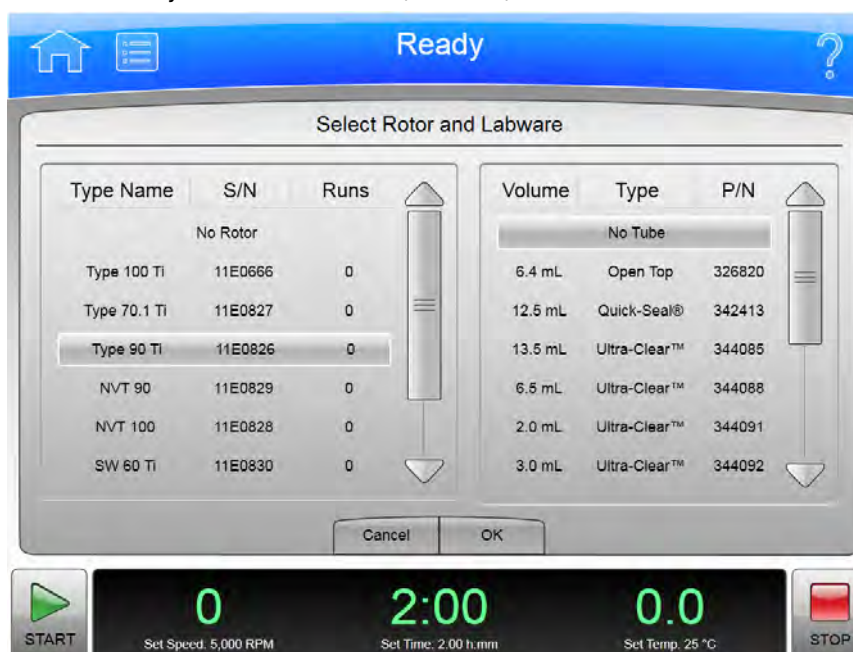 Ready
?
Select Rotor and Labware
Type Name S/N Runs
No Rotor
Type 100 Ti 11E0666 0
Type 70.1 Ti 11E0827 0
Type 90 Ti 11E0826 0
NVT 90 11E0829 0
NVT 100 11E0828 0
SW 60 Ti 11E0830 0
Volume Type P/N
No Tube
6.4 mL Open Top 326820
12.5 mL Quick-Seal® 342413
13.5 mL Ultra-Clear™ 344085
6.5 mL Ultra-Clear™ 344088
2.0 mL Ultra-Clear™ 344091
3.0 mL Ultra-Clear™ 344092
Cancel OK
START
0 2:00 0.0
Set Speed: 5,000 RPM Set Time: 2:00 h:mm Set Temp. 25 °C
STOP